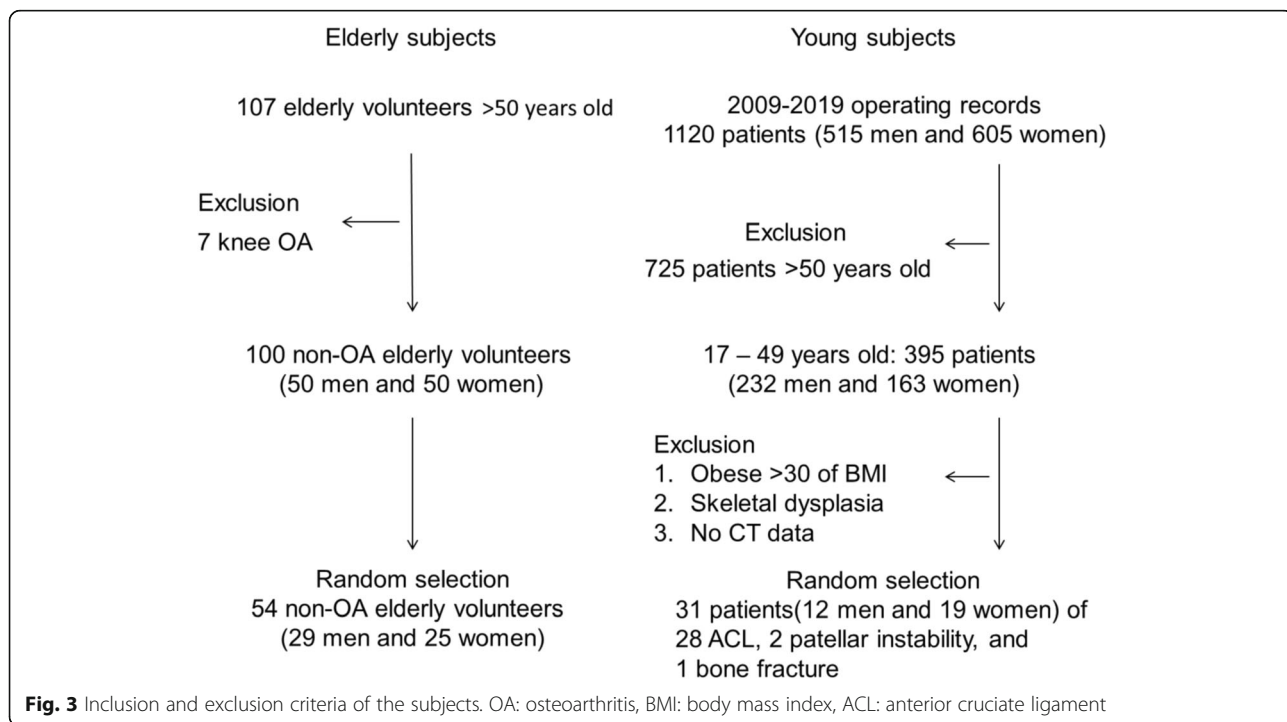 Elderly subjects
107 elderly volunteers >50 years old
Exclusion
7 knee OA
100 non-OA elderly volunteers
(50 men and 50 women)
Random selection
54 non-OA elderly volunteers
(29 men and 25 women)
Young subjects
2009-2019 operating records
1120 patients (515 men and 605 women)
Exclusion
725 patients >50 years old
17 – 49 years old: 395 patients
(232 men and 163 women)
Exclusion
1. Obese >30 of BMI
2. Skeletal dysplasia
3. No CT data
Random selection
31 patients(12 men and 19 women) of
28 ACL, 2 patellar instability, and
1 bone fracture
Fig. 3 Inclusion and exclusion criteria of the subjects. OA: osteoarthritis, BMI: body mass index, ACL: anterior cruciate ligament